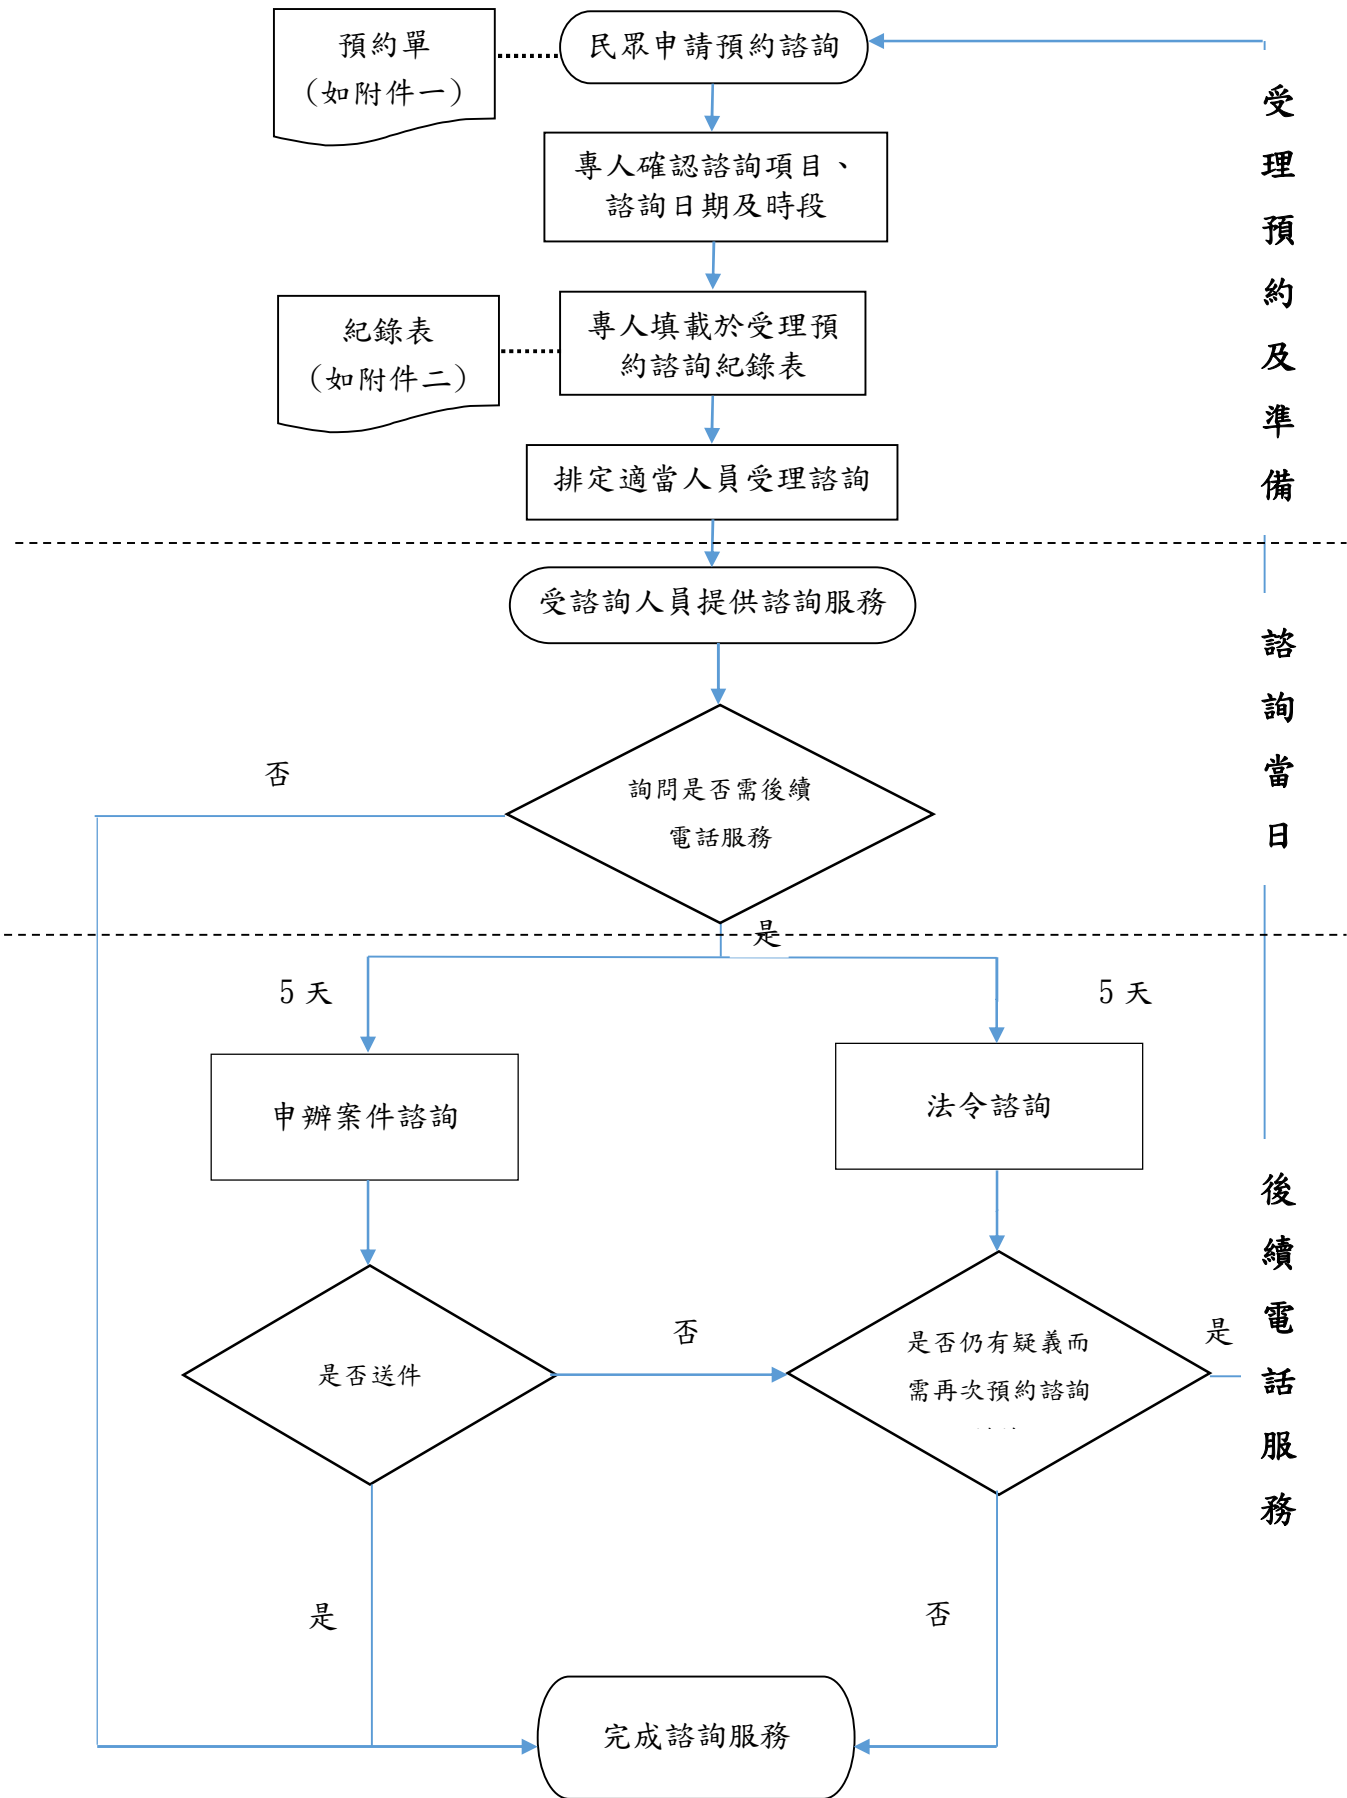 預約單
（如附件一）
民眾申請預約諮詢
專人確認諮詢項目、
諮詢日期及時段
紀錄表
（如附件二）
專人填載於受理預
約諮詢紀錄表
排定適當人員受理諮詢
受理預約及準備
受諮詢人員提供諮詢服務
詢問是否需後續
電話服務
否
諮詢當日
是
5 天
5 天
申辦案件諮詢
法令諮詢
是否送件
否
是否仍有疑義而
需再次預約諮詢
是
後續電話服務
是
否
完成諮詢服務